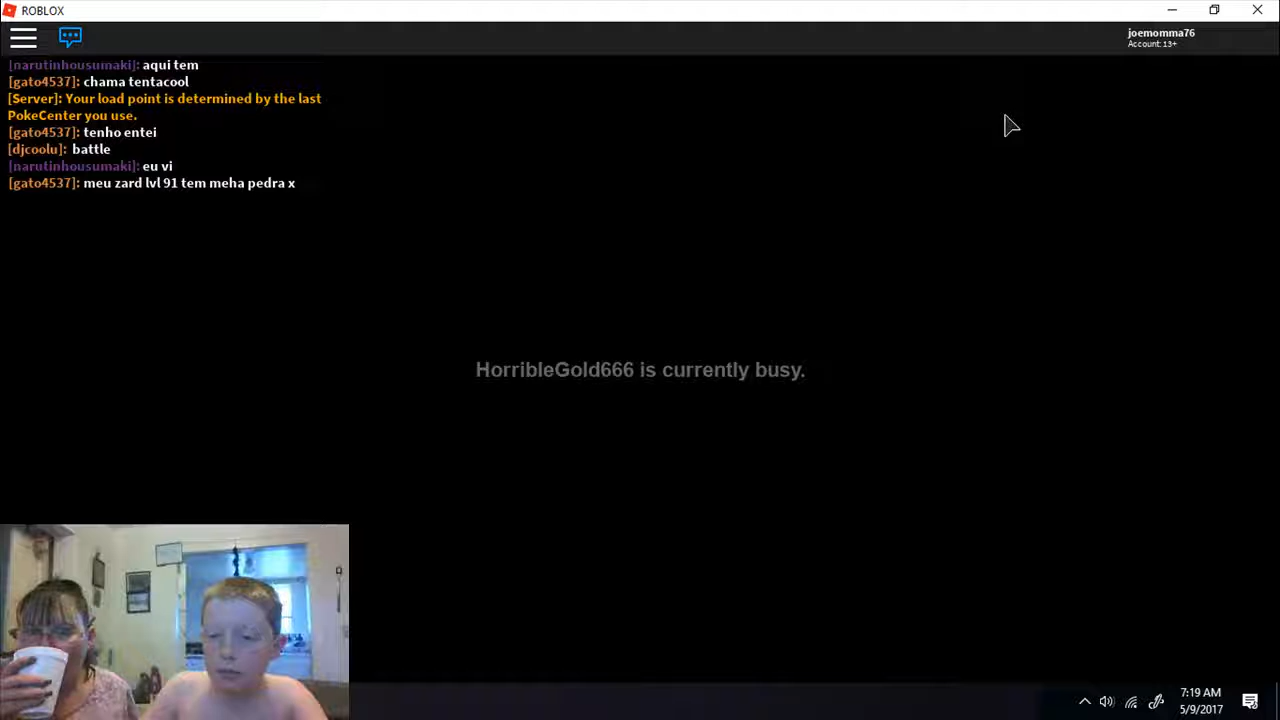 ROBLOX
joemomma76
Account: 13+
[narutinhousumaki]: aqui tem
[gato4537]: chama tentacool
[Server]: Your load point is determined by the last
PokeCenter you use.
[gato4537]: tenho entei
[djcoolu]: battle
[narutinhousumaki]: eu vi
[gato4537]: meu zard lvl 91 tem meha pedra x
HorribleGold666 is currently busy.
7:19 AM
5/9/2017